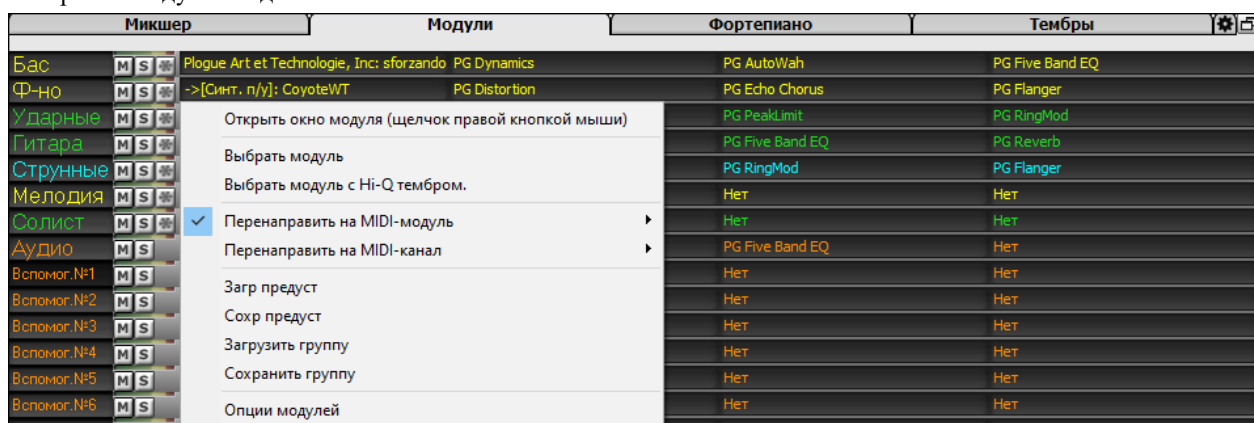 Микшер Модули Фортепиано Тембры
Бас M S Plogue Art et Technologie, Inc: sforzando PG Dynamics PG AutoWah PG Five Band EQ
Ф-но M S ->[Синт. п/у]: CoyoteWT PG Distortion PG Echo Chorus PG Flanger
Ударные M S Открыть окно модуля (щелчок правой кнопкой мыши) PG PeakLimit PG RingMod
Гитара M S Выбрать модуль PG Five Band EQ PG Reverb
Струнные M S Выбрать модуль с Hi-Q тембром. PG RingMod PG Flanger
Мелодия M S Нет Нет
Солист M S Перенаправить на MIDI-модуль Нет Нет
Аудио M S Перенаправить на MIDI-канал PG Five Band EQ Нет
Вспомог.№1 M S Загр предуст Нет Нет
Вспомог.№2 M S Сохр предуст Нет Нет
Вспомог.№3 M S Загрузить группу Нет Нет
Вспомог.№4 M S Сохранить группу Нет Нет
Вспомог.№5 M S Нет Нет
Вспомог.№6 M S Опции модулей Нет Нет